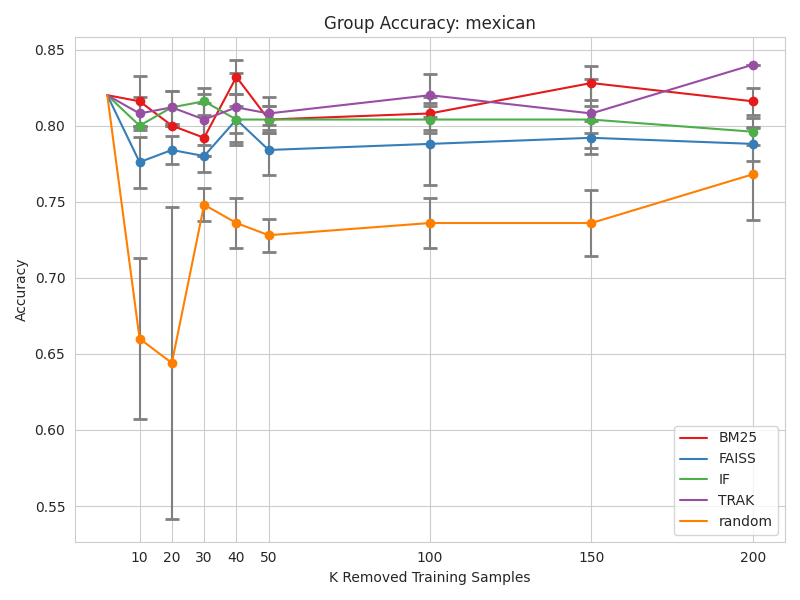 Group Accuracy: mexican
0.85
0.80
0.75
0.70
0.65
0.60
0.55
Accuracy
10 20 30 40 50 100 150 200
K Removed Training Samples
BM25
FAISS
IF
TRAK
random